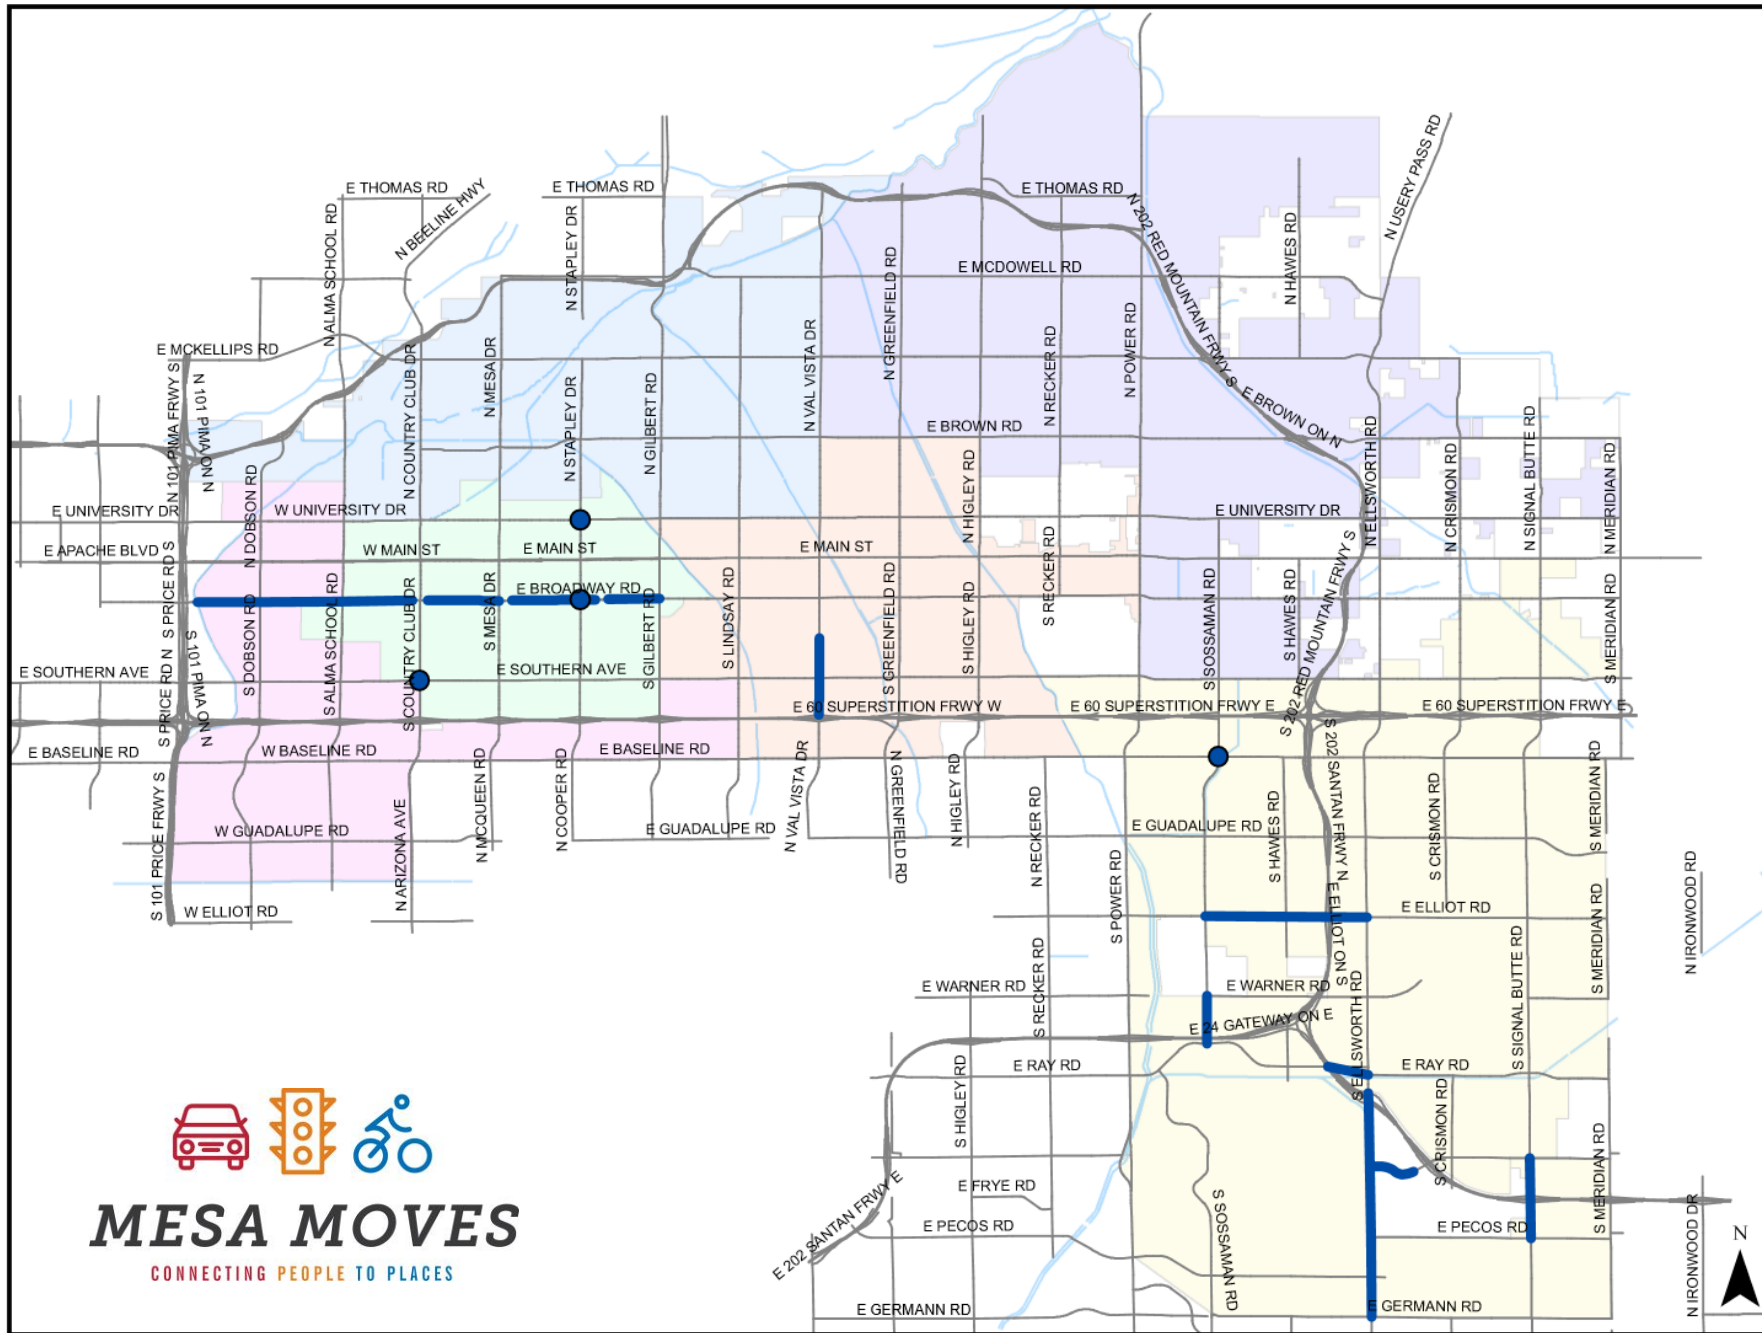 E THOMAS RD
E THOMAS RD
E THOMAS RD
N BEELINE HWY
N ALMA SCHOOL RD
N STAPLEY DR
N 202 RED MOUNTAIN FRWY S
N USERY PASS RD
N HAWES RD
E MCDOWELL RD
N GREENFIELD RD
E MCKELLIPS RD
N COUNTRY CLUB DR
N MESA DR
N STAPLEY DR
N GILBERT RD
N VAL VISTA DR
N RECKER RD
N POWER RD
N 101 PIMA FRWY S
N 101 PIMA ON N
E BROWN RD
E BROWN ON N
N ELLSWORTH RD
N CRISMON RD
N SIGNAL BUTTE RD
N MERIDIAN RD
N DOBSON RD
N HIGLEY RD
E UNIVERSITY DR
W UNIVERSITY DR
E UNIVERSITY DR
E APACHE BLVD
W MAIN ST
E MAIN ST
E MAIN ST
E BROADWAY RD
S PRICE RD S
S PRICE RD N
S 101 PIMA ON N
S DOBSON RD
S ALMA SCHOOL RD
S COUNTRY CLUB DR
S MESA DR
S GILBERT RD
S LINDSAY RD
S GREENFIELD RD
S HIGLEY RD
S RECKER RD
S SOSSAMAN RD
S HAWES RD
S 202 RED MOUNTAIN FRWY S
S MERIDIAN RD
E SOUTHERN AVE
E SOUTHERN AVE
E 60 SUPERSTITION FRWY W
E 60 SUPERSTITION FRWY E
E 60 SUPERSTITION FRWY E
E BASELINE RD
W BASELINE RD
E BASELINE RD
S PRICE RD N
S 101 PRICE FRWY S
N ARIZONA AVE
N MCQUEEN RD
N COOPER RD
N VAL VISTA DR
N GREENFIELD RD
N HIGLEY RD
N RECKER RD
S 202 SANTAN FRWY N
S HAWES RD
S CRISMON RD
S MERIDIAN RD
W GUADALUPE RD
E GUADALUPE RD
E GUADALUPE RD
S POWER RD
W ELLIOT RD
E ELLIOT RD
E ELLIOT ON S
N IRONWOOD RD
S MERIDIAN RD
S RECKER RD
S SIGNAL BUTTE RD
E WARNER RD
E WARNER RD
E 24 GATEWAY ON E
S ELLSWORTH RD
E RAY RD
E RAY RD
S HIGLEY RD
S CRISMON RD
S MERIDIAN RD
E FRYE RD
E PECOS RD
E PECOS RD
E 202 SANTAN FRWY E
S SOSSAMAN RD
N IRONWOOD DR
E GERMANN RD
E GERMANN RD
MESA MOVES
CONNECTING PEOPLE TO PLACES
N